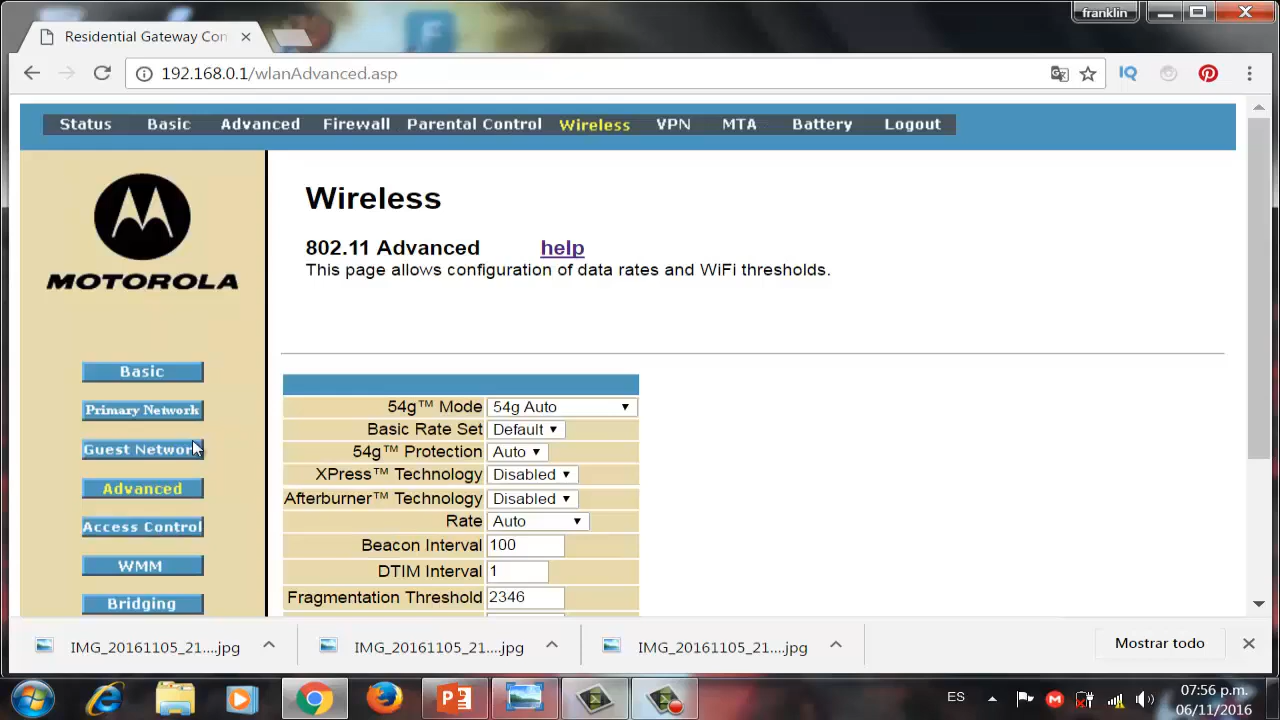 franklin
Residential Gateway Con
192.168.0.1/wlanAdvanced.asp
Status Basic Advanced Firewall Parental Control Wireless VPN MTA Battery Logout
MOTOROLA
Basic
Primary Network
Guest Network
Advanced
Access Control
WMM
Bridging
Wireless
802.11 Advanced help
This page allows configuration of data rates and WiFi thresholds.
54g™ Mode 54g Auto
Basic Rate Set Default
54g™ Protection Auto
XPress™ Technology Disabled
Afterburner™ Technology Disabled
Rate Auto
Beacon Interval 100
DTIM Interval 1
Fragmentation Threshold 2346
IMG_20161105_21....jpg IMG_20161105_21....jpg IMG_20161105_21....jpg Mostrar todo
ES 07:56 p.m.
06/11/2016